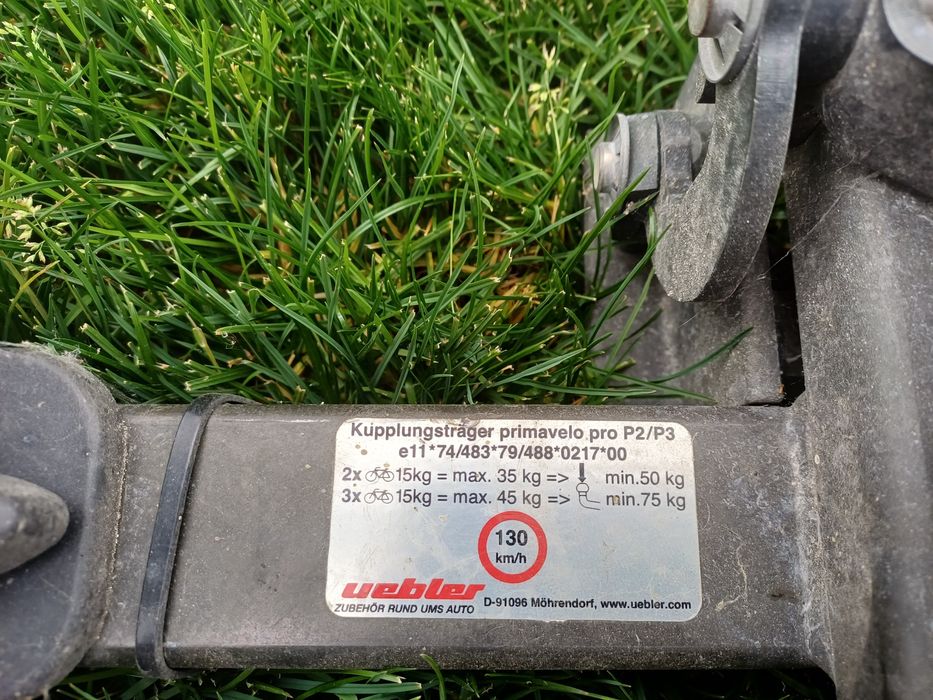 Kupplungsträger primavelo pro P2/P3
e11*74/483*79/488*0217*00
2x 15kg = max. 35 kg => min.50 kg
3x 15kg = max. 45 kg => min.75 kg
130
km/h
uebler
ZUBEHÖR RUND UMS AUTO D-91096 Möhrendorf, www.uebler.com